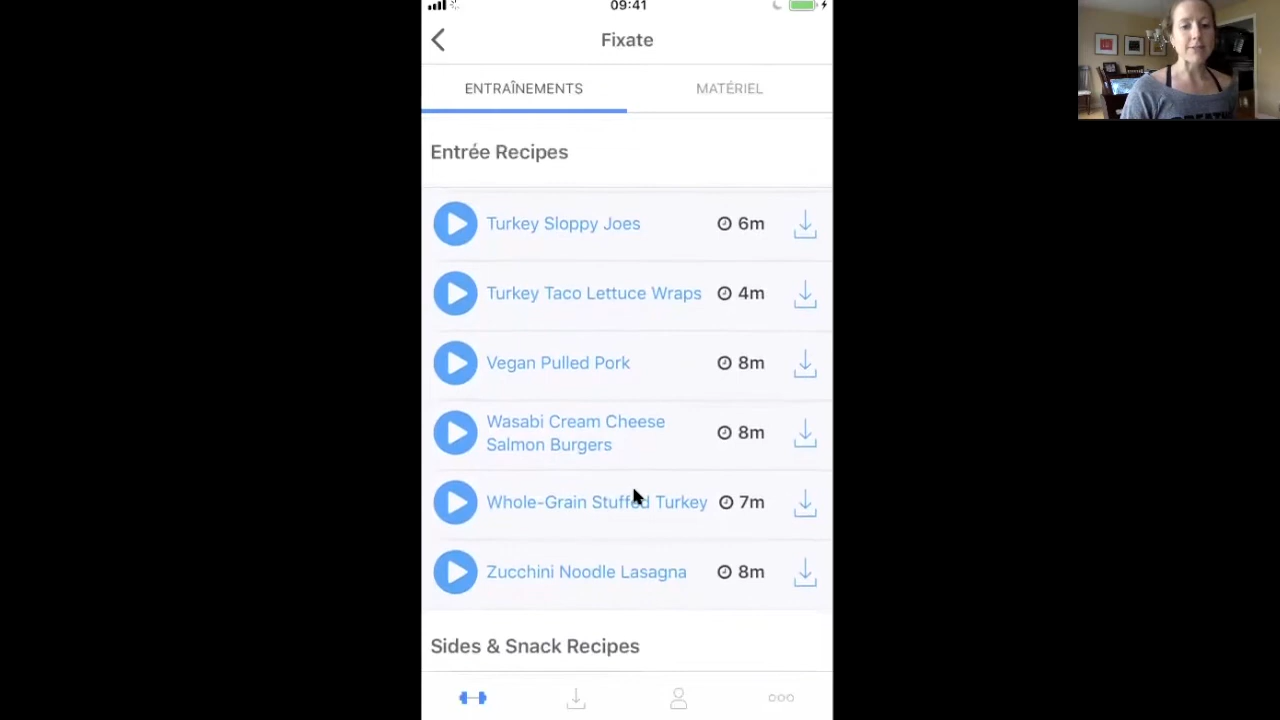 09:41
Fixate
ENTRAÎNEMENTS
MATÉRIEL
Entrée Recipes
Turkey Sloppy Joes 6m
Turkey Taco Lettuce Wraps 4m
Vegan Pulled Pork 8m
Wasabi Cream Cheese
Salmon Burgers 8m
Whole-Grain Stuffed Turkey 7m
Zucchini Noodle Lasagna 8m
Sides & Snack Recipes